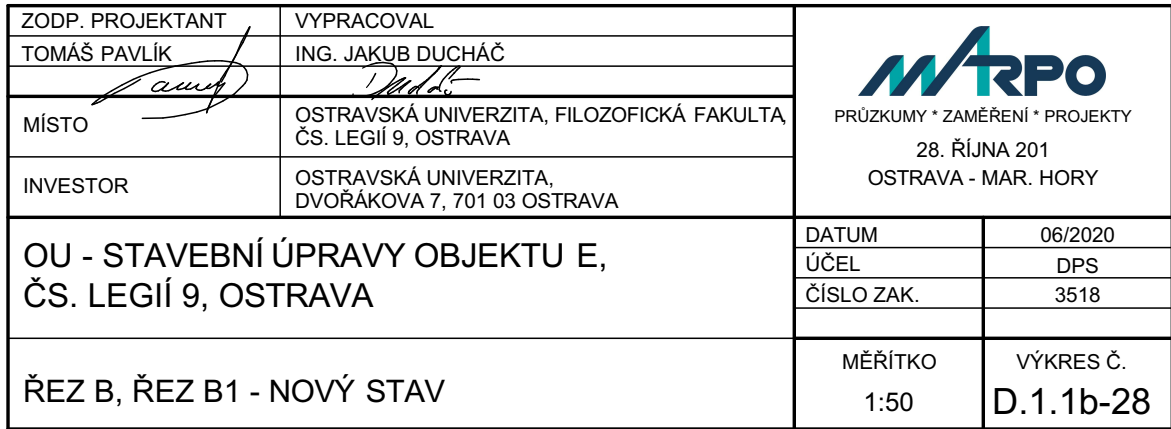 ZODP. PROJEKTANT VYPRACOVAL
TOMÁŠ PAVLÍK ING. JAKUB DUCHÁČ
MÍSTO
OSTRAVSKÁ UNIVERZITA, FILOZOFICKÁ FAKULTA,
ČS. LEGIÍ 9, OSTRAVA
INVESTOR
OSTRAVSKÁ UNIVERZITA,
DVOŘÁKOVA 7, 701 03 OSTRAVA
MARPO
PRŮZKUMY * ZAMĚŘENÍ * PROJEKTY
28. ŘÍJNA 201
OSTRAVA - MAR. HORY
OU - STAVEBNÍ ÚPRAVY OBJEKTU E,
ČS. LEGIÍ 9, OSTRAVA
DATUM 06/2020
ÚČEL DPS
ČÍSLO ZAK. 3518
ŘEZ B, ŘEZ B1 - NOVÝ STAV
MĚŘÍTKO
1:50
VÝKRES Č.
D.1.1b-28